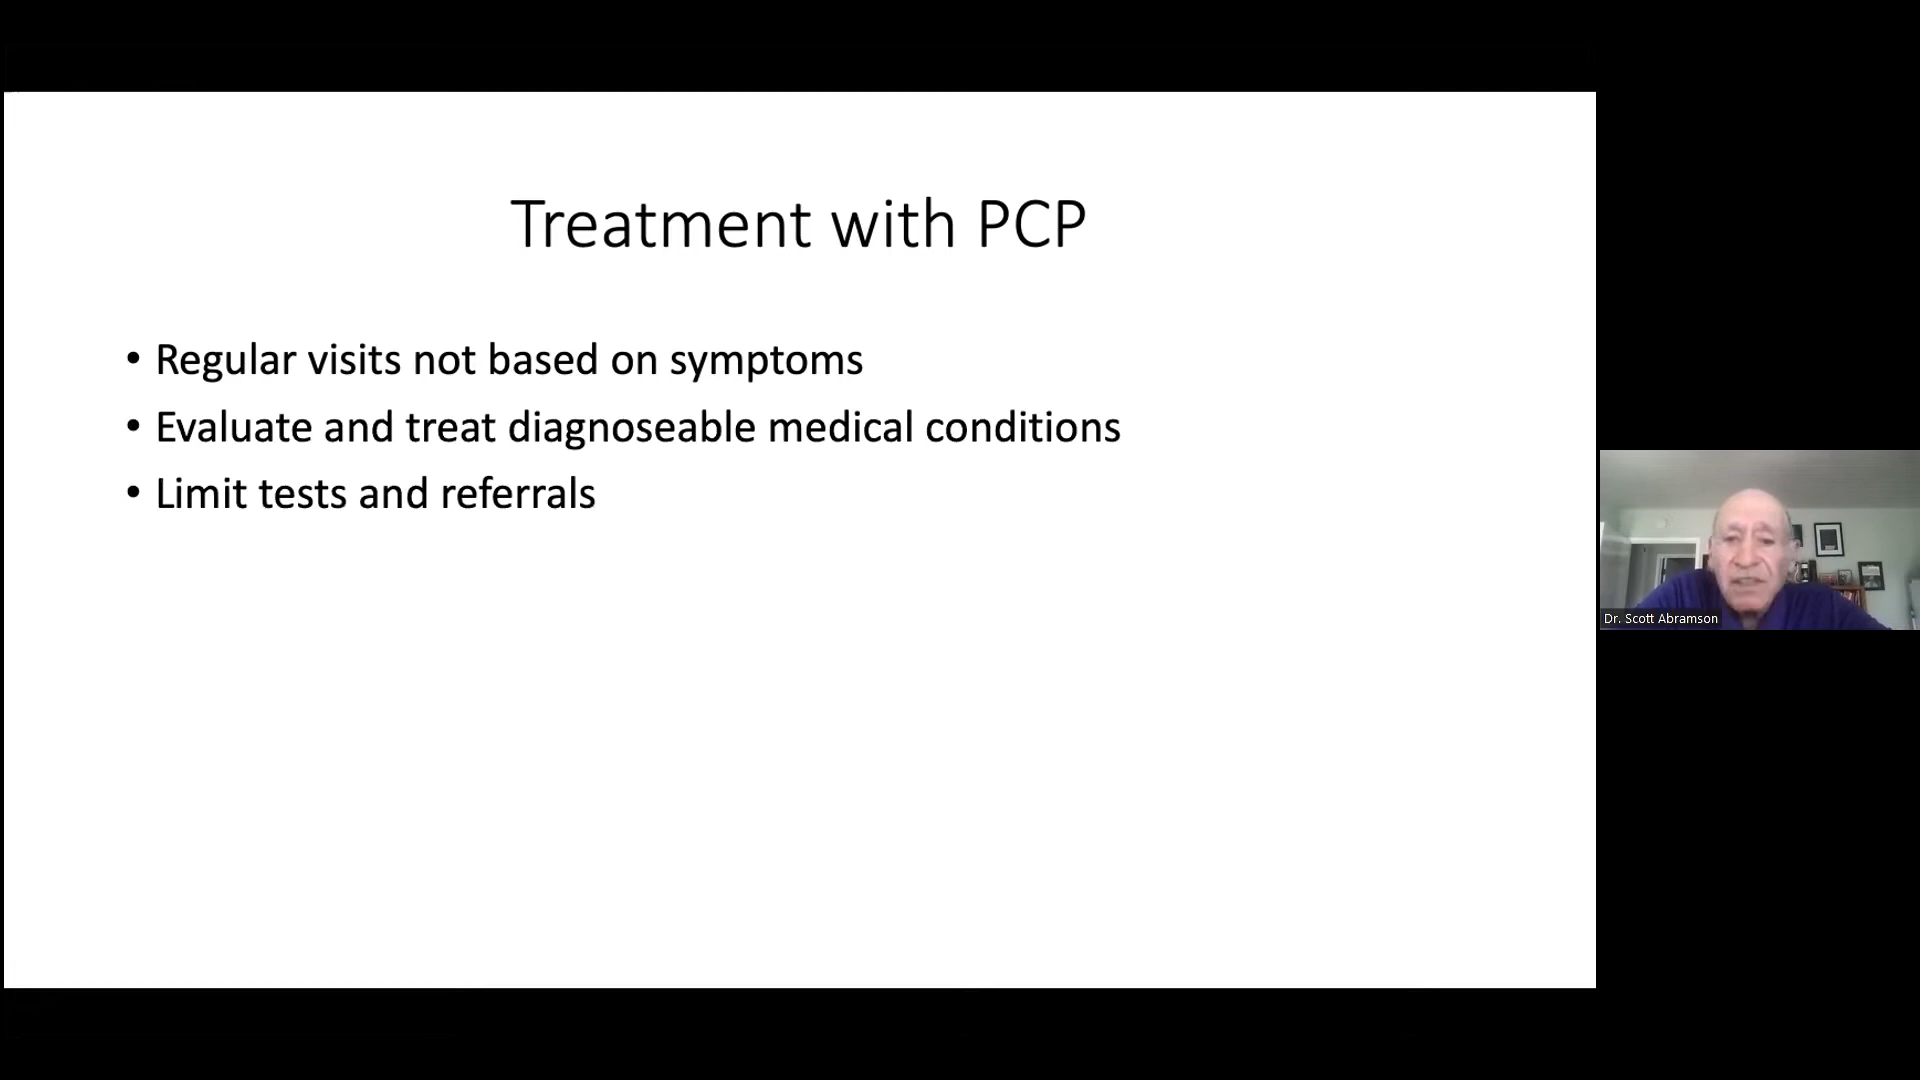 Treatment with PCP
• Regular visits not based on symptoms
• Evaluate and treat diagnoseable medical conditions
• Limit tests and referrals
Dr. Scott Abramson